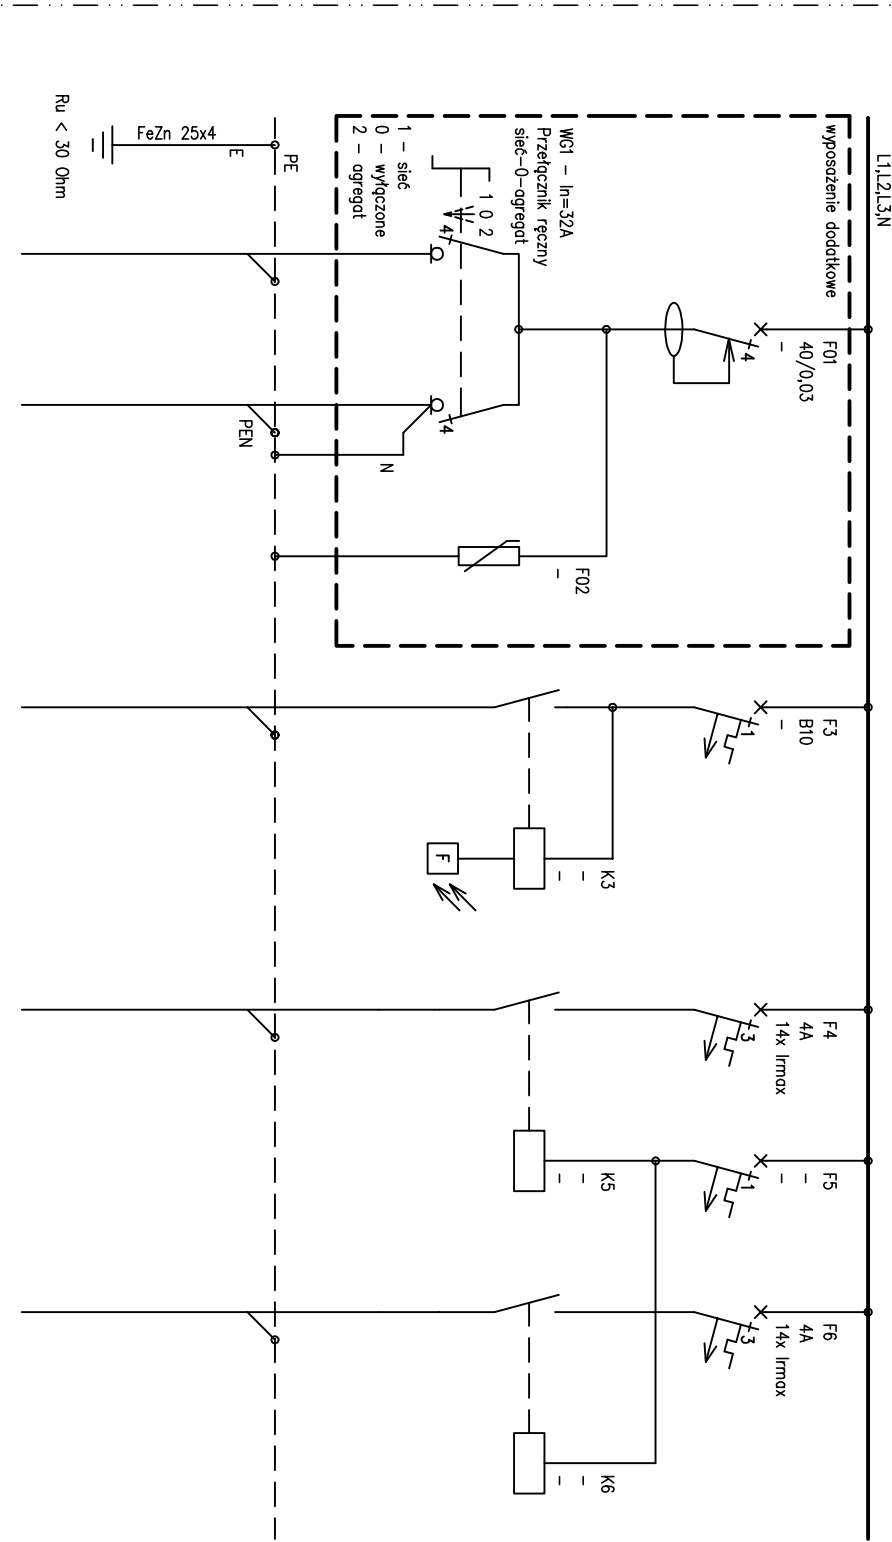 L1,L2,L3,N
wyposażenie dodatkowe
F01
40/0,03
-
4
WG1 - In=32A
Przełącznik ręczny
sieć-0-agregat
1 0 2
4
4
1 - sieć
0 - wyłączone
2 - agregat
N
F02
-
PE
FeZn 25x4
E
Ru < 30 Ohm
PEN
F3
B10
-
1
K3
-
-
F
F4
4A
14x Irmax
3
F5
-
-
1
K5
-
-
F6
4A
14x Irmax
3
K6
-
-